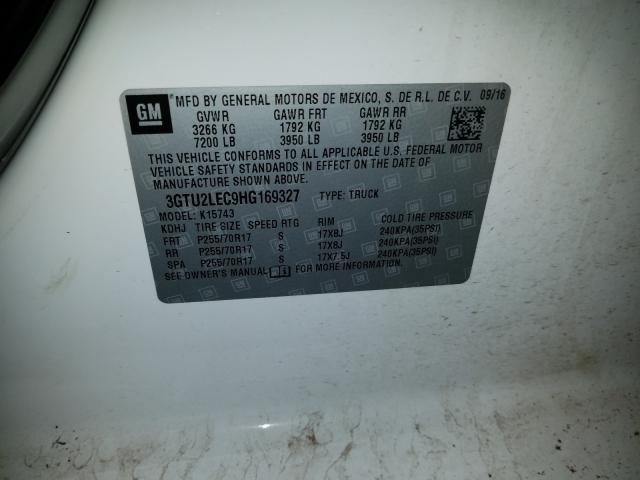 GM
MFD BY GENERAL MOTORS DE MEXICO, S. DE R.L. DE C.V. 09/16
GVWR GAWR FRT GAWR RR
3266 KG 1792 KG 1792 KG
7200 LB 3950 LB 3950 LB
THIS VEHICLE CONFORMS TO ALL APPLICABLE U.S. FEDERAL MOTOR
VEHICLE SAFETY STANDARDS IN EFFECT ON THE DATE OF
MANUFACTURE SHOWN ABOVE.
3GTU2LEC9HG169327 TYPE: TRUCK
MODEL: K15743
KDHJ TIRE SIZE SPEED RTG RIM COLD TIRE PRESSURE
FRT P255/70R17 S 17X8J 240KPA(35PSI)
RR P255/70R17 S 17X8J 240KPA(35PSI)
SPA P255/70R17 S 17X7.5J 240KPA(35PSI)
SEE OWNER'S MANUAL FOR MORE INFORMATION.